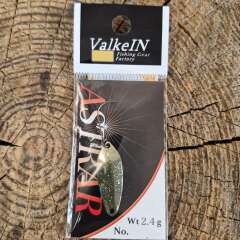 ValkeIN
Fishing Gear
Factory
ASTRAR
Wt 2.4g
No.